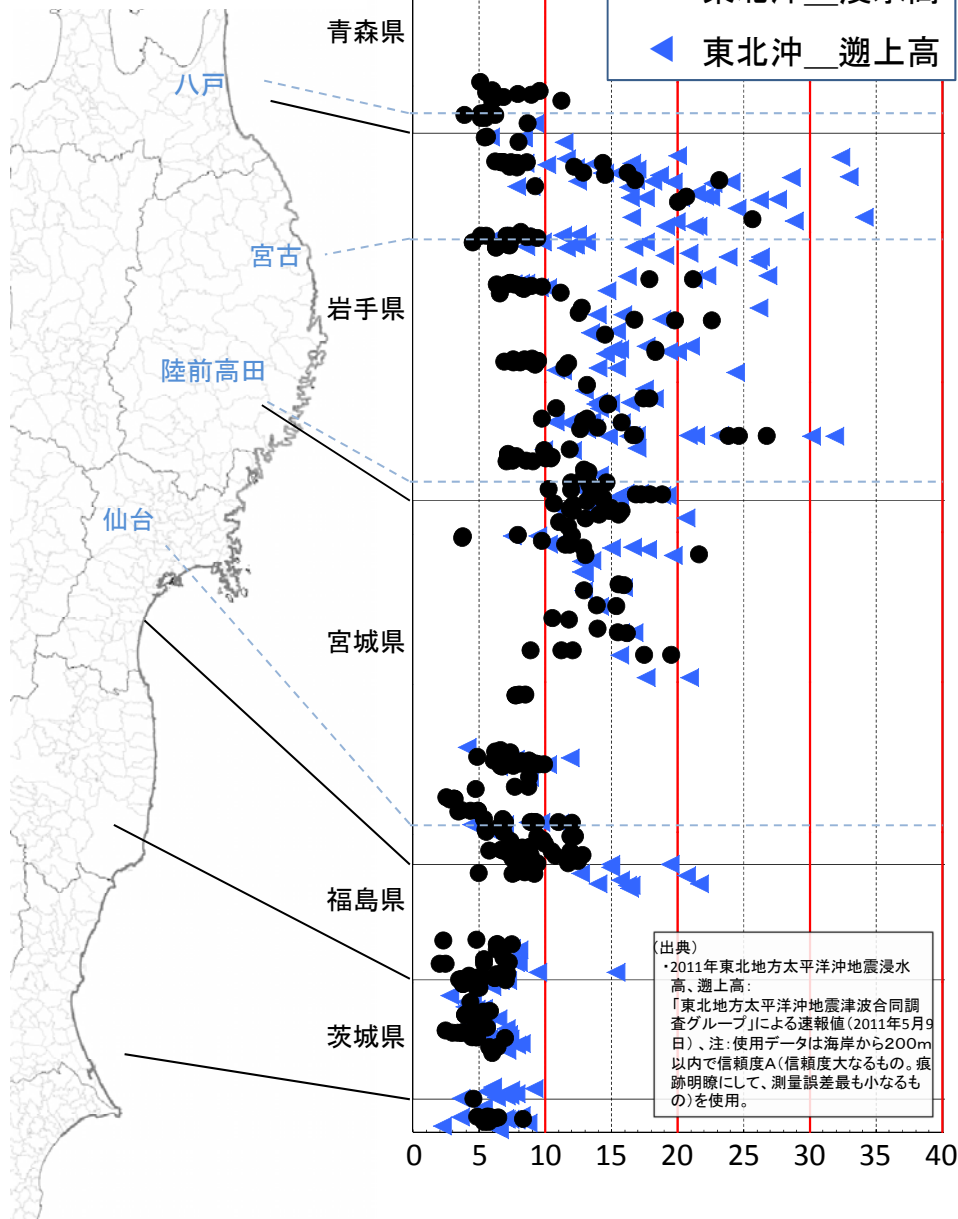 東北沖__遡上高
青森県
八戸
宮古
岩手県
陸前高田
仙台
宮城県
福島県
(出典)
・2011年東北地方太平洋沖地震浸水
高、遡上高:
「東北地方太平洋沖地震津波合同調
査グループ」による速報値(2011年5月9
日)、注:使用データは海岸から200m
以内で信頼度A(信頼度大なるもの。痕
跡明瞭にして、測量誤差最も小なるも
の)を使用。
茨城県
0 5 10 15 20 25 30 35 40